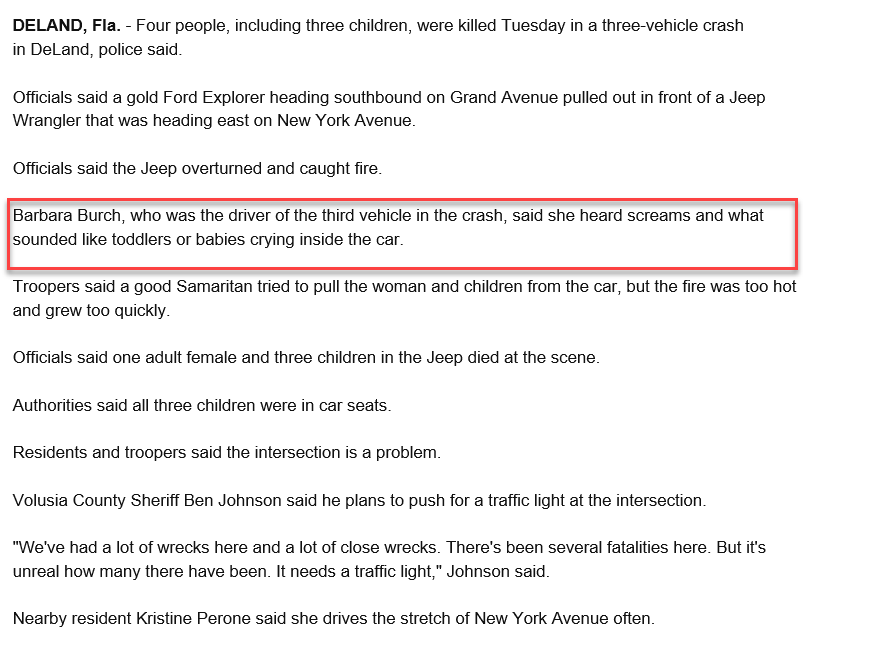 DELAND, Fla. - Four people, including three children, were killed Tuesday in a three-vehicle crash
in DeLand, police said.
Officials said a gold Ford Explorer heading southbound on Grand Avenue pulled out in front of a Jeep
Wrangler that was heading east on New York Avenue.
Officials said the Jeep overturned and caught fire.
Barbara Burch, who was the driver of the third vehicle in the crash, said she heard screams and what
sounded like toddlers or babies crying inside the car.
Troopers said a good Samaritan tried to pull the woman and children from the car, but the fire was too hot
and grew too quickly.
Officials said one adult female and three children in the Jeep died at the scene.
Authorities said all three children were in car seats.
Residents and troopers said the intersection is a problem.
Volusia County Sheriff Ben Johnson said he plans to push for a traffic light at the intersection.
"We've had a lot of wrecks here and a lot of close wrecks. There's been several fatalities here. But it's
unreal how many there have been. It needs a traffic light," Johnson said.
Nearby resident Kristine Perone said she drives the stretch of New York Avenue often.